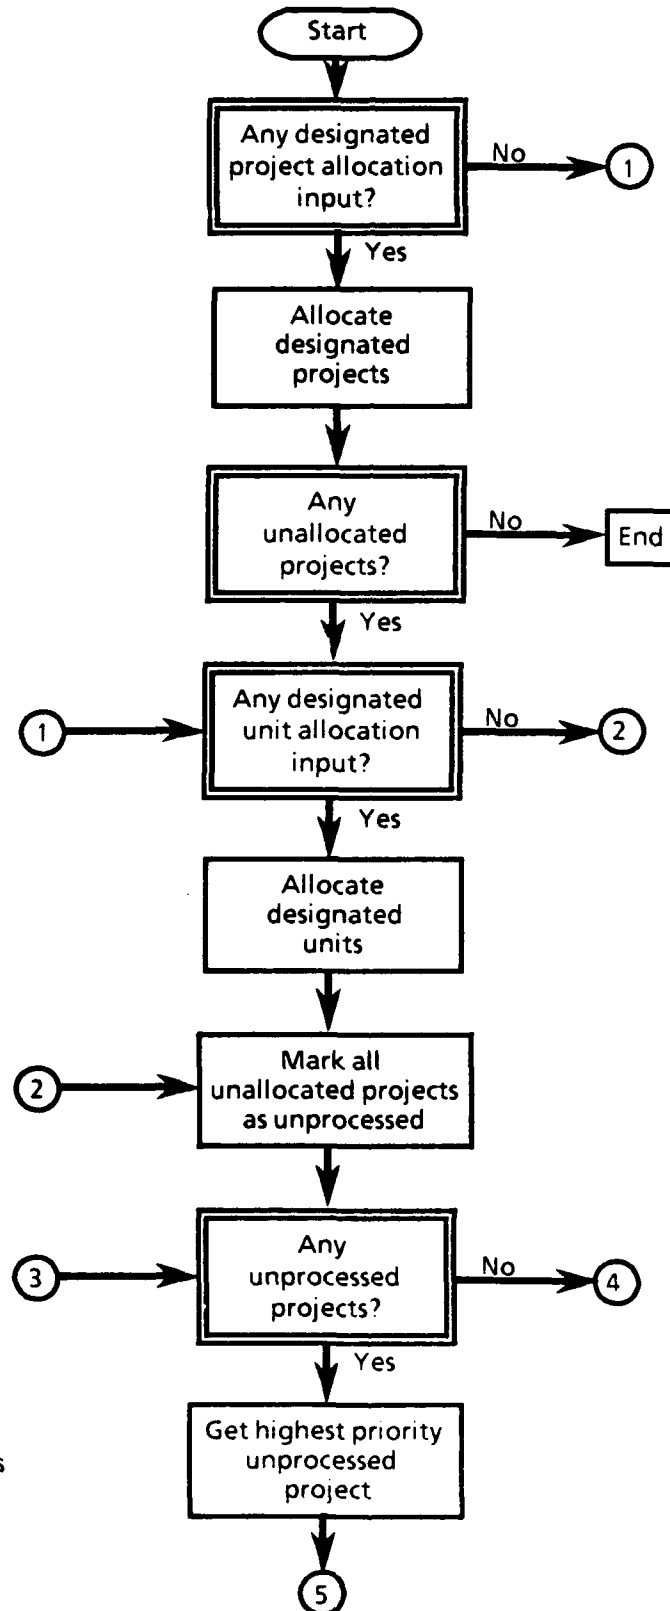 Start
Any designated
project allocation
input?
No
1
Yes
Allocate
designated
projects
Any
unallocated
projects?
No
End
Yes
1
Any designated
unit allocation
input?
No
2
Yes
Allocate
designated
units
2
Mark all
unallocated projects
as unprocessed
3
Any
unprocessed
projects?
No
4
Yes
Get highest priority
unprocessed
project
s
5